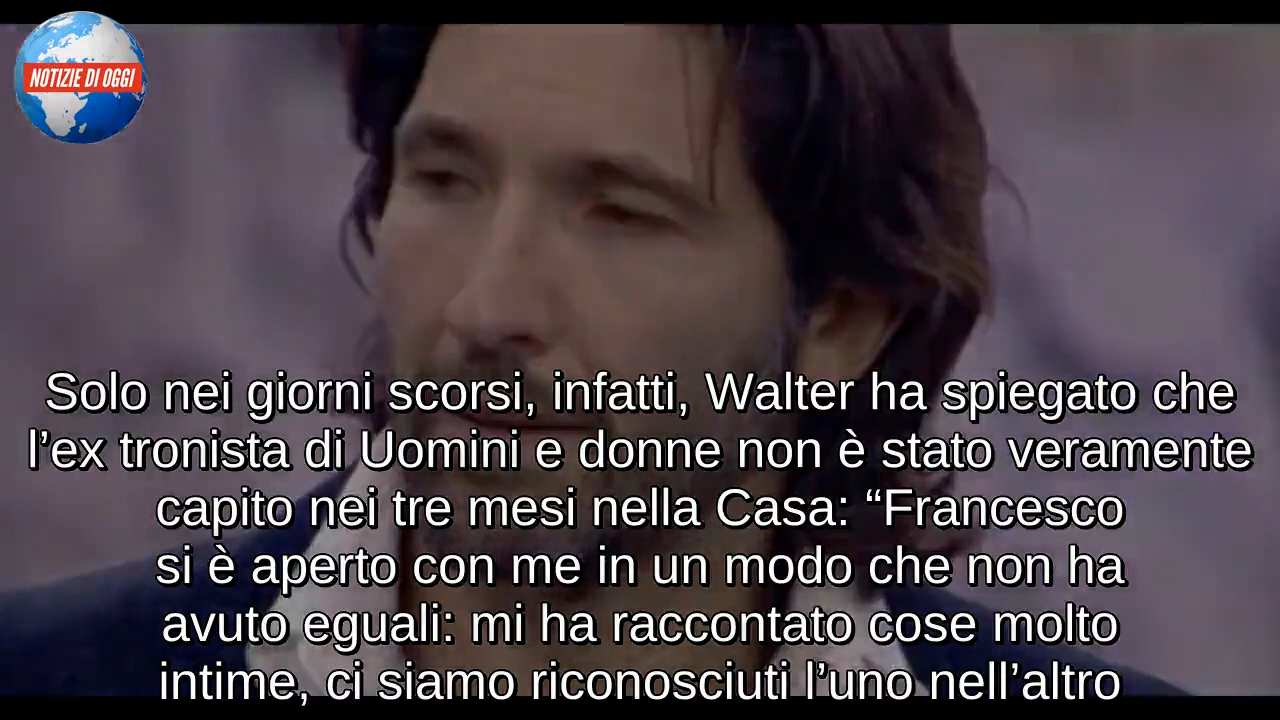 NOTIZIE DI OGGI
Solo nei giorni scorsi, infatti, Walter ha spiegato che
l’ex tronista di Uomini e donne non è stato veramente
capito nei tre mesi nella Casa: “Francesco
si è aperto con me in un modo che non ha
avuto eguali: mi ha raccontato cose molto
intime, ci siamo riconosciuti l’uno nell’altro